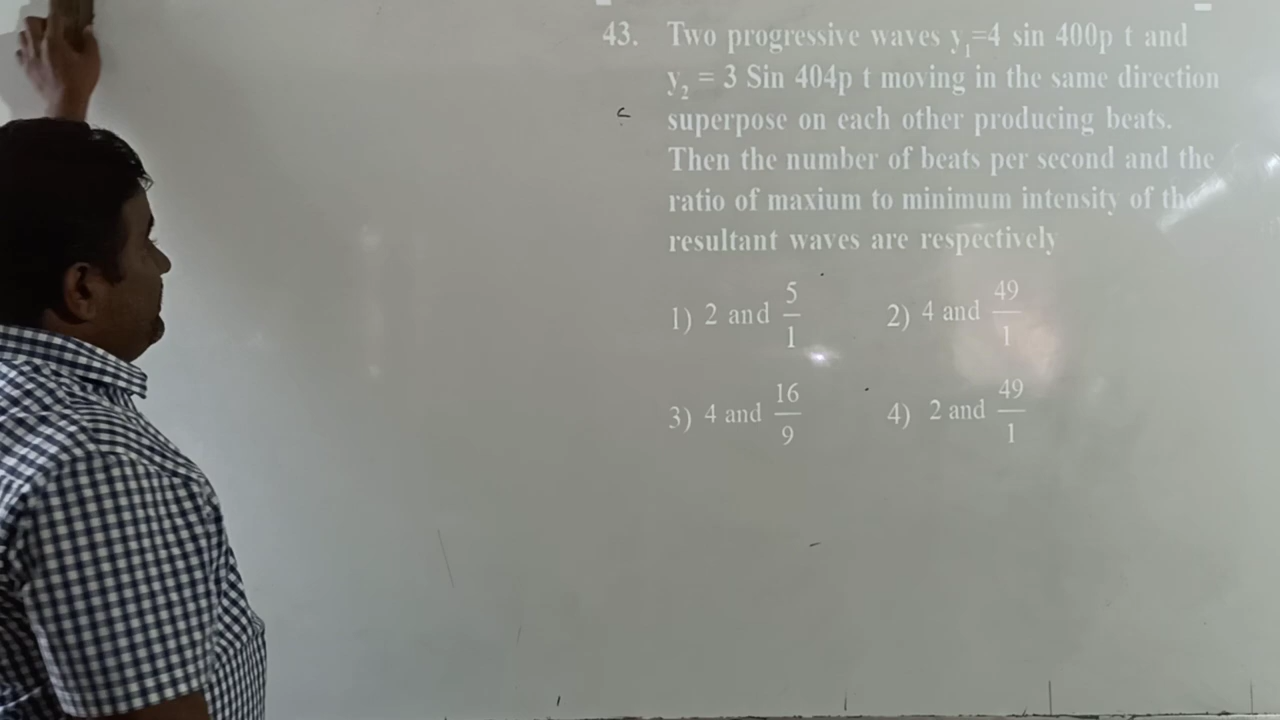 43. Two progressive waves y₁=4 sin 400p t and
y₂ = 3 Sin 404p t moving in the same direction
superpose on each other producing beats.
Then the number of beats per second and the
ratio of maxium to minimum intensity of the
resultant waves are respectively
1) 2 and 5/1 2) 4 and 49/1
3) 4 and 16/9 4) 2 and 49/1